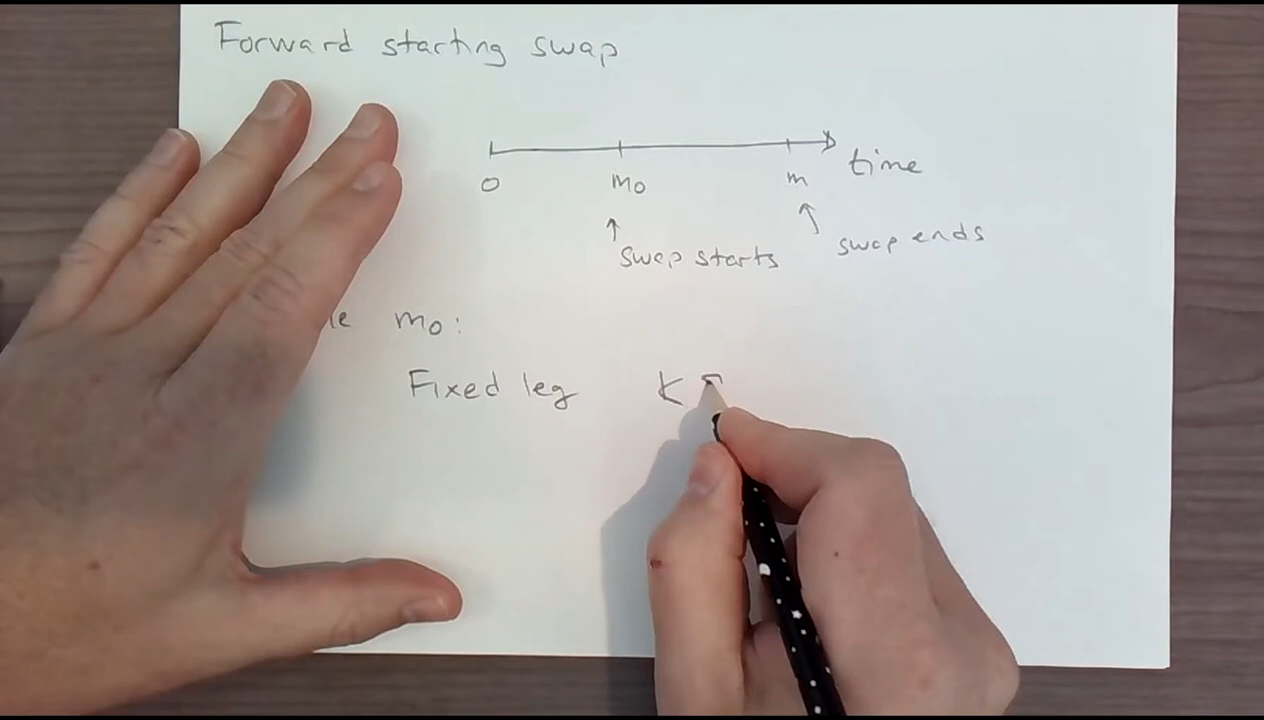 Forward starting swap
0 m0 m time
↑ swap starts ↑ swap ends
m0:
Fixed leg K